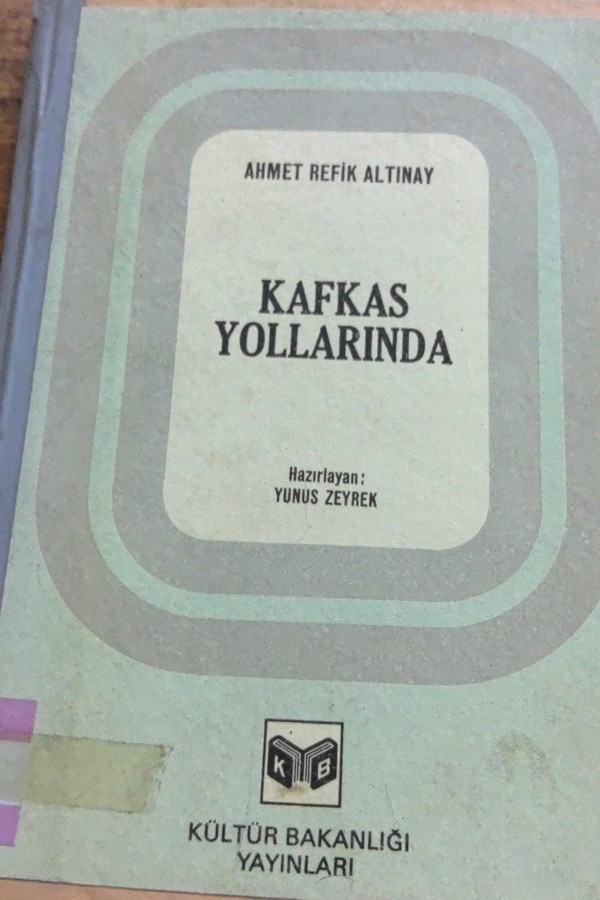 AHMET REFİK ALTINAY
KAFKAS
YOLLARINDA
Hazırlayan:
YUNUS ZEYREK
K B
KÜLTÜR BAKANLIĞI
YAYINLARI